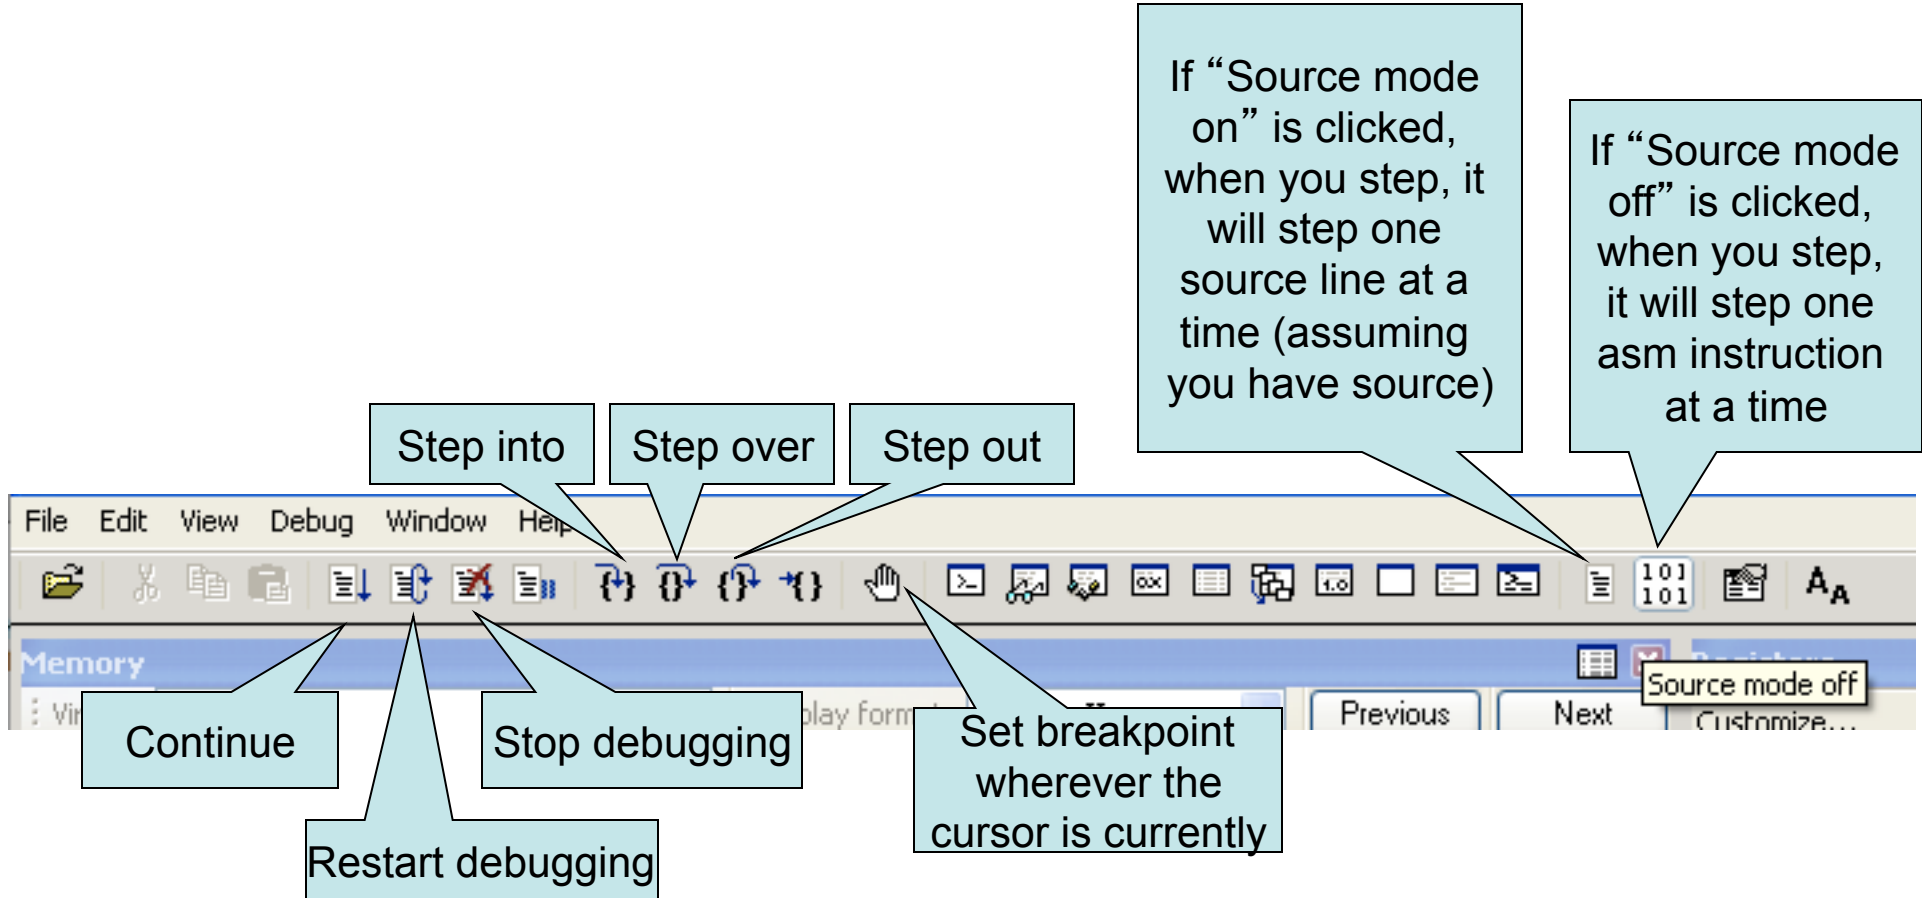 If “Source mode
on” is clicked,
when you step, it
will step one
source line at a
time (assuming
you have source)
If “Source mode
off” is clicked,
when you step,
it will step one
asm instruction
at a time
Step into
Step over
Step out
File Edit View Debug Window Help
101
101
AA
Memory
Source mode off
Previous
Next
Customize...
Continue
Stop debugging
Set breakpoint
wherever the
cursor is currently
Restart debugging